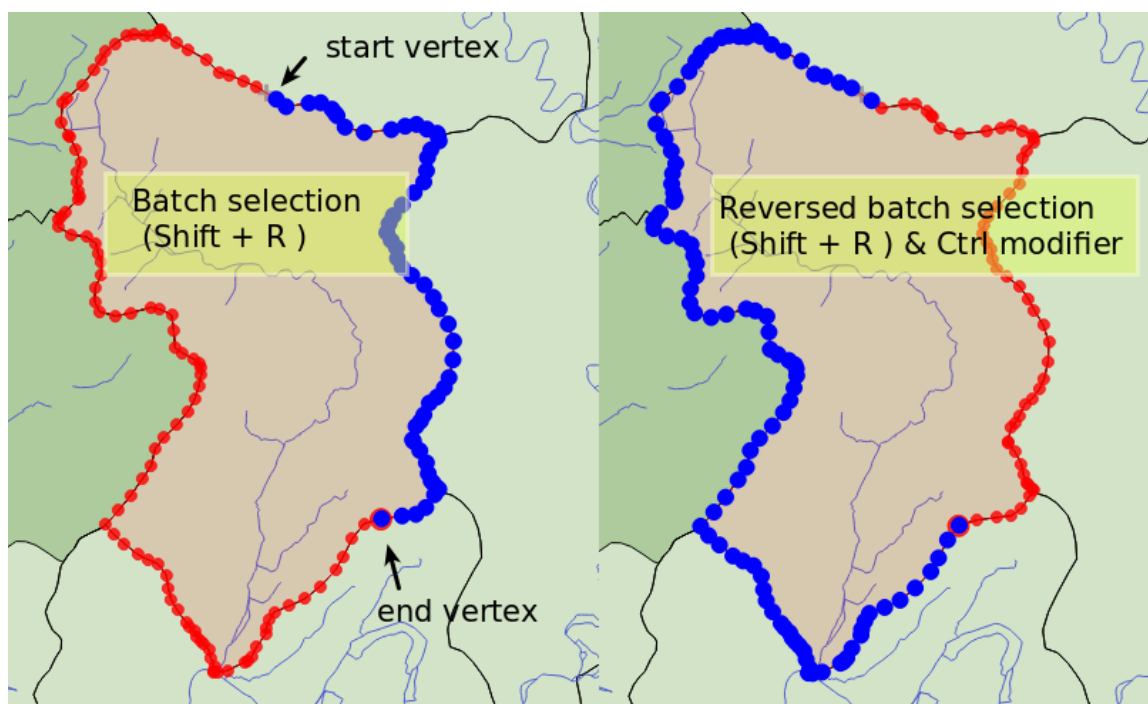 start vertex
Batch selection
(Shift + R )
end vertex
Reversed batch selection
(Shift + R ) & Ctrl modifier